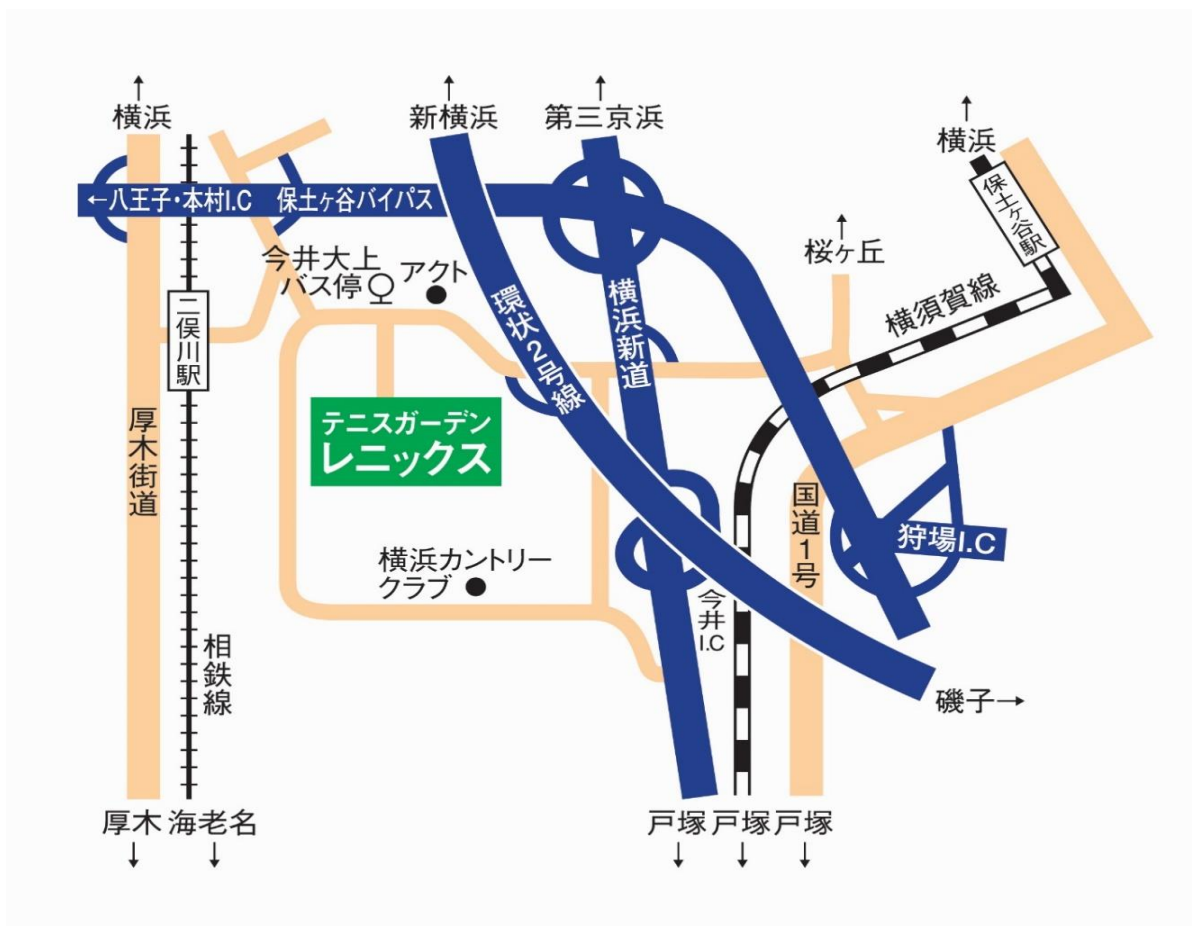 ↑
横浜
↑
新横浜
↑
第三京浜
↑
横浜
←八王子・本村I.C 保土ヶ谷バイパス
保土ヶ谷駅
↑
桜ヶ丘
今井大上
バス停
アクト
二俣川駅
環状2号線
横浜新道
横須賀線
テニスガーデン
レニックス
厚木街道
国道1号
狩場I.C
横浜カントリー
クラブ
今井I.C
相鉄線
磯子→
厚木
↓
海老名
↓
戸塚
↓
戸塚
↓
戸塚
↓